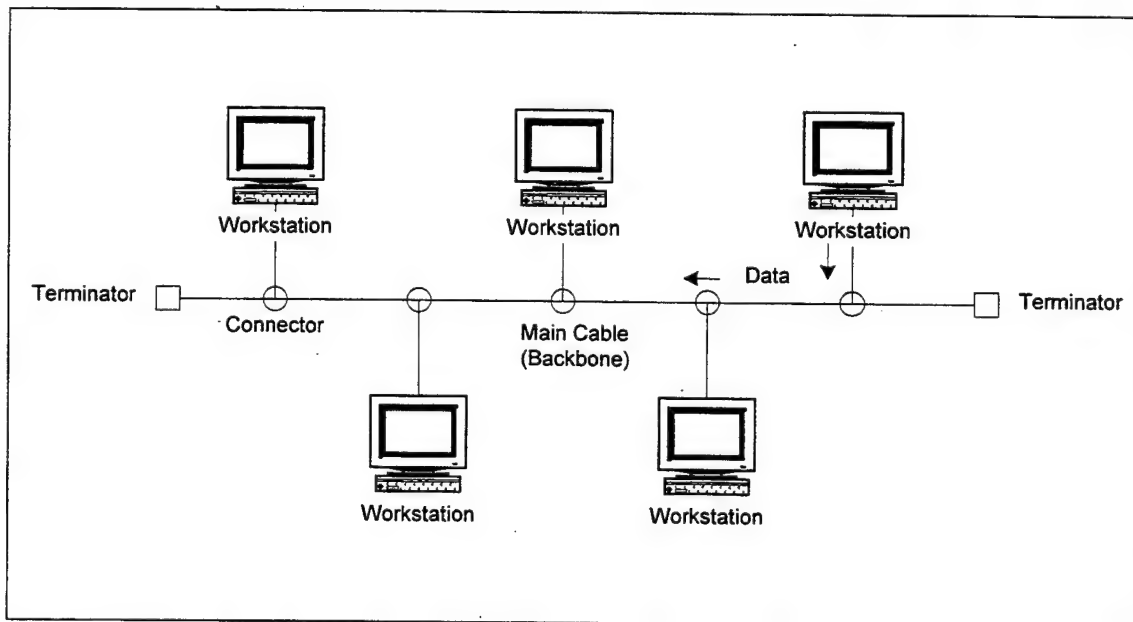 Workstation
Workstation
Workstation
Data
Terminator
Terminator
Connector
Main Cable
(Backbone)
Workstation
Workstation